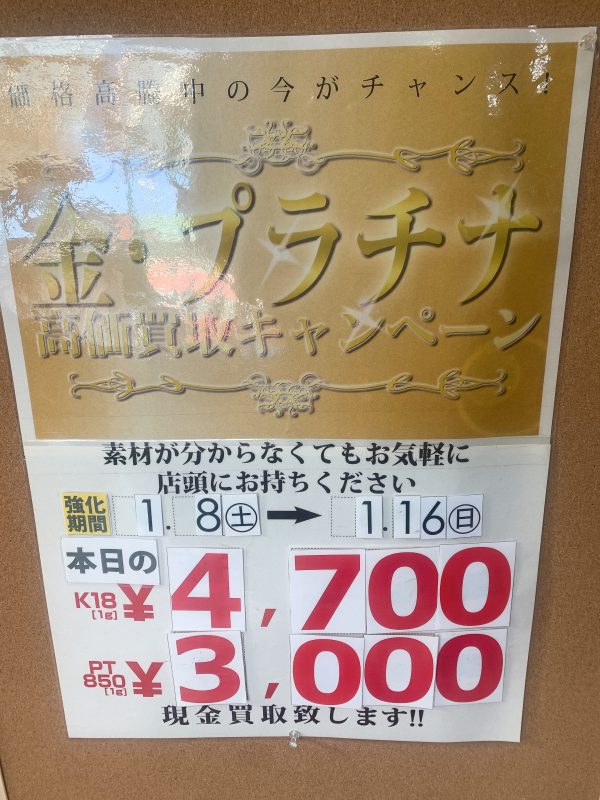 価格高騰中の今がチャンス!
金・プラチナ
高価買取キャンペーン
素材が分からなくてもお気軽に
店頭にお持ちください
強化期間 1.8㊏➡1.16㊐
本日の
K18[1g]¥4,700
PT850[1g]¥3,000
現金買取致します!!